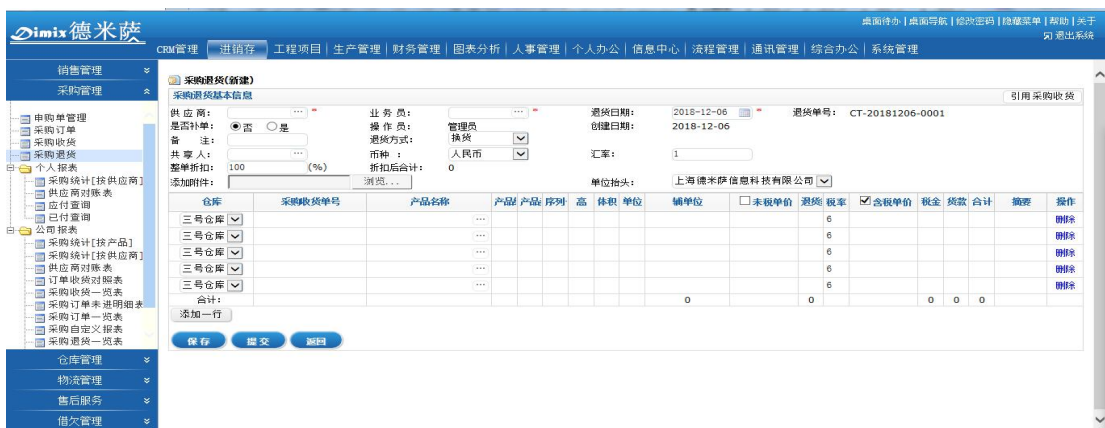 Dimix德米萨
桌面待办 | 桌面导航 | 修改密码 | 隐藏菜单 | 帮助 | 关于
退出系统
CRM管理 | 进销存 | 工程项目 | 生产管理 | 财务管理 | 图表分析 | 人事管理 | 个人办公 | 信息中心 | 流程管理 | 通讯管理 | 综合办公 | 系统管理
销售管理
采购管理
申购单管理
采购订单
采购收货
采购退货
个人报表
采购统计[按供应商]
供应商对账表
应付查询
已付查询
公司报表
采购统计[按产品]
采购统计[按供应商]
供应商对账表
订单收货对照表
采购收货一览表
采购订单未进明细表
采购订单一览表
采购自定义报表
采购退货一览表
仓库管理
物流管理
售后服务
借欠管理
采购退货(新建)
采购退货基本信息 引用采购收货
供 应 商： ... * 业 务 员： ... * 退货日期： 2018-12-06 * 退货单号： CT-20181206-0001
是否补单： 否 是 操 作 员： 管理员 创建日期： 2018-12-06
备 注： 退货方式： 换货
共 享 人： ... 币种 ： 人民币 汇率： 1
整单折扣： 100 (%) 折扣后合计： 0
添加附件： 浏览... 单位抬头： 上海德米萨信息科技有限公司
仓库 采购收货单号 产品名称 产品 产品 序列 高 体积 单位 辅单位 未税单价 退货 税率 含税单价 税金 货款 合计 摘要 操作
三号仓库 ... 6 删除
三号仓库 ... 6 删除
三号仓库 ... 6 删除
三号仓库 ... 6 删除
合计： 0 0 0 0 0
添加一行
保存 提交 返回